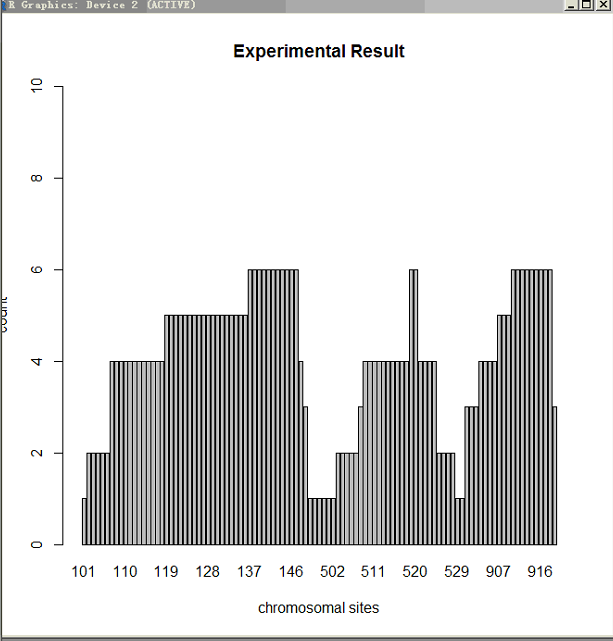 R Graphics: Device 2 (ACTIVE)
Experimental Result
10
8
6
4
2
0
count
101 110 119 128 137 146 502 511 520 529 907 916
chromosomal sites